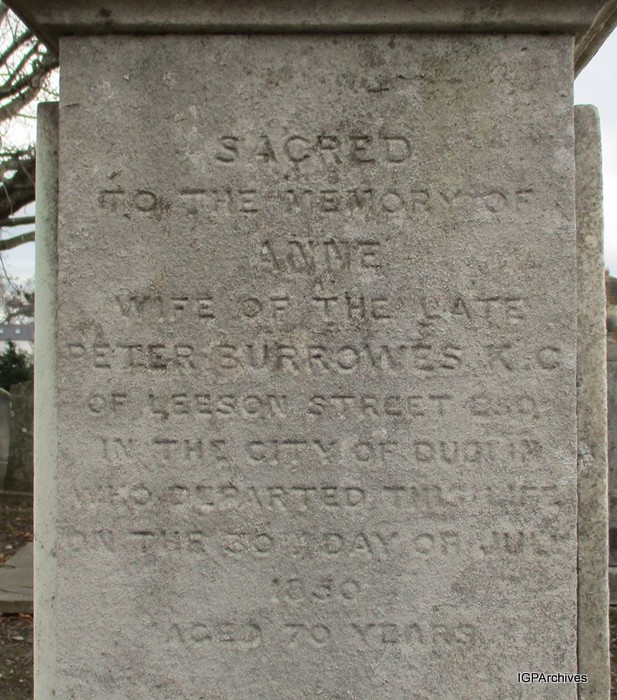 SACRED
TO THE MEMORY OF
ANNE
WIFE OF THE LATE
PETER BURROWES K.C
OF LEESON STREET ESQ.
IN THE CITY OF DUBLIN
WHO DEPARTED THIS LIFE
ON THE 30TH DAY OF JULY
1850
AGED 70 YEARS
IGPArchives